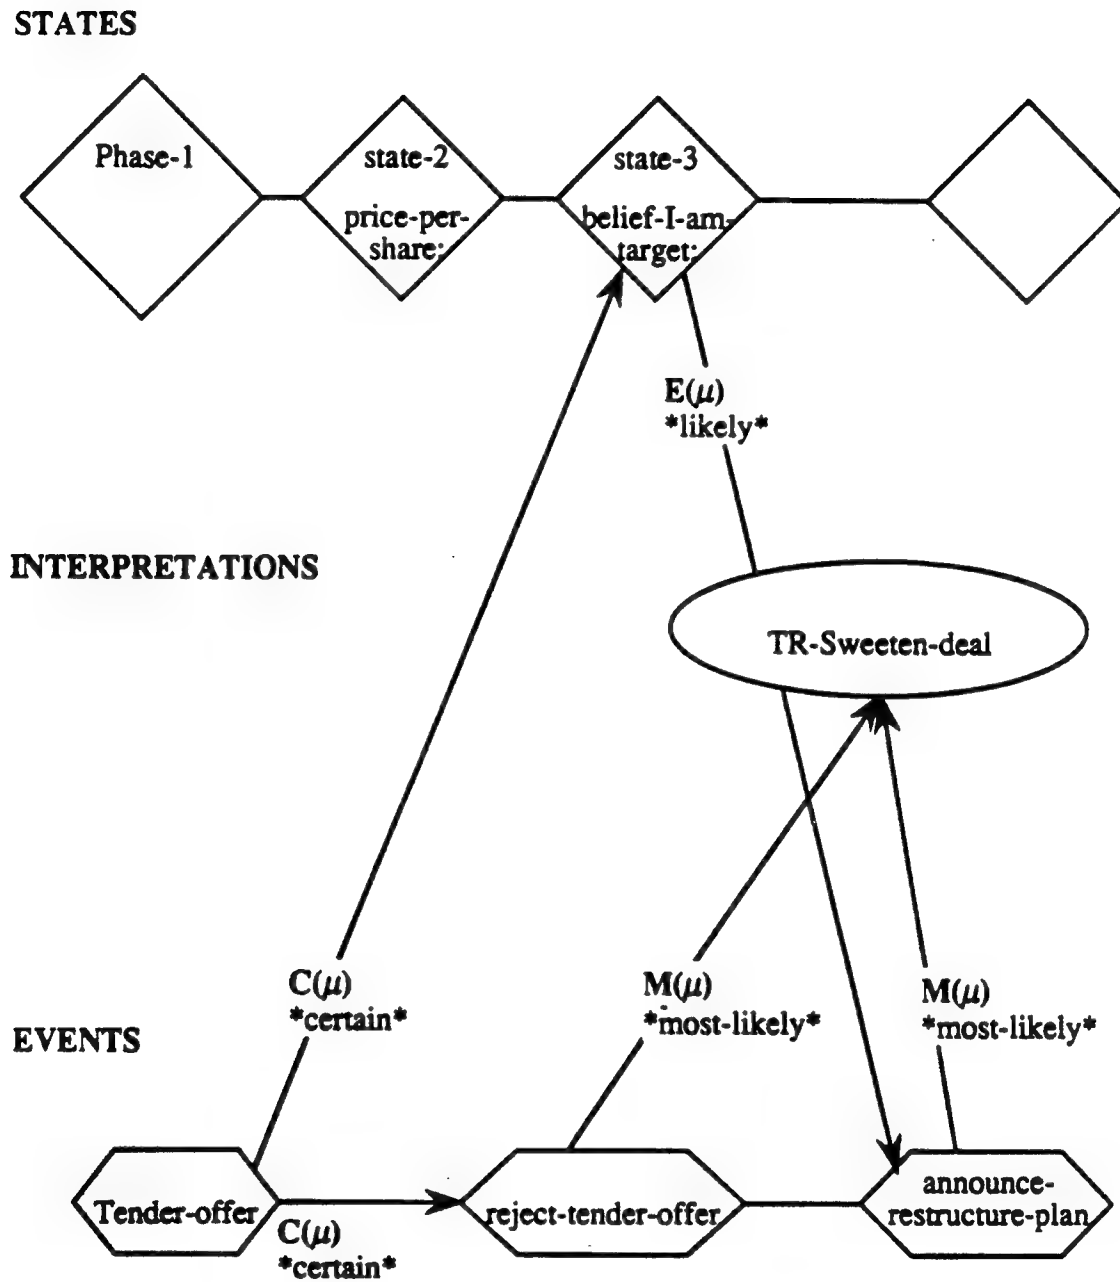 STATES
Phase-1
state-2
price-per-
share:
state-3
belief-I-am-
target:
E(μ)
*likely*
INTERPRETATIONS
TR-Sweeten-deal
C(μ)
*certain*
M(μ)
*most-likely*
M(μ)
*most-likely*
EVENTS
Tender-offer
C(μ)
*certain*
reject-tender-offer
announce-
restructure-plan